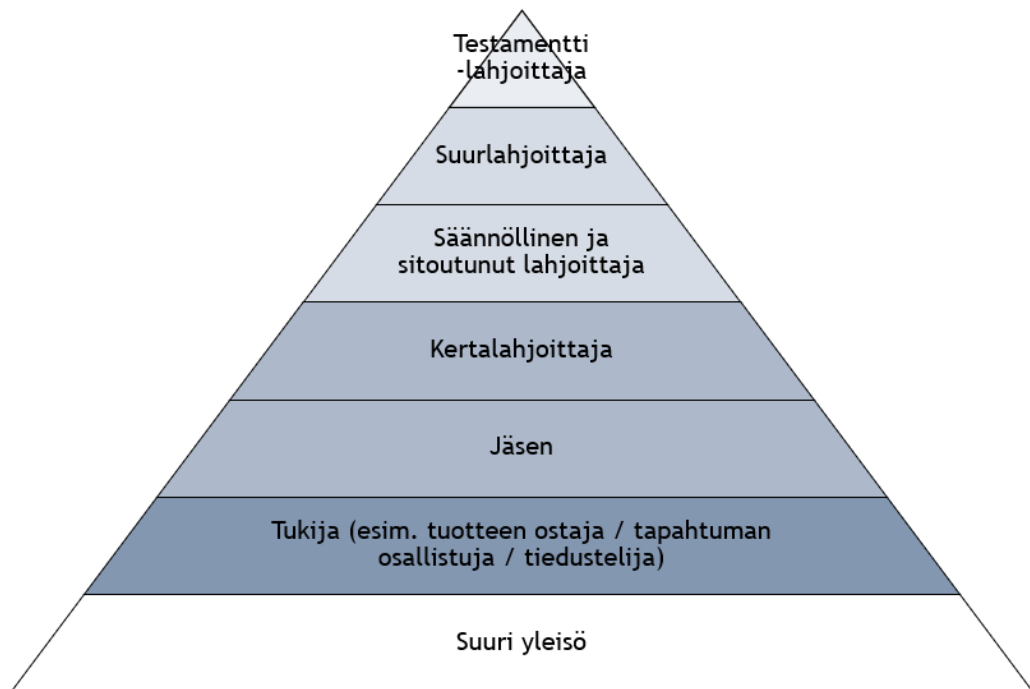 Testamentti
-lahjoittaja
Suurlahjoittaja
Säännöllinen ja
sitoutunut lahjoittaja
Kertalahjoittaja
Jäsen
Tukija (esim. tuotteen ostaja / tapahtuman
osallistuja / tiedustelija)
Suuri yleisö